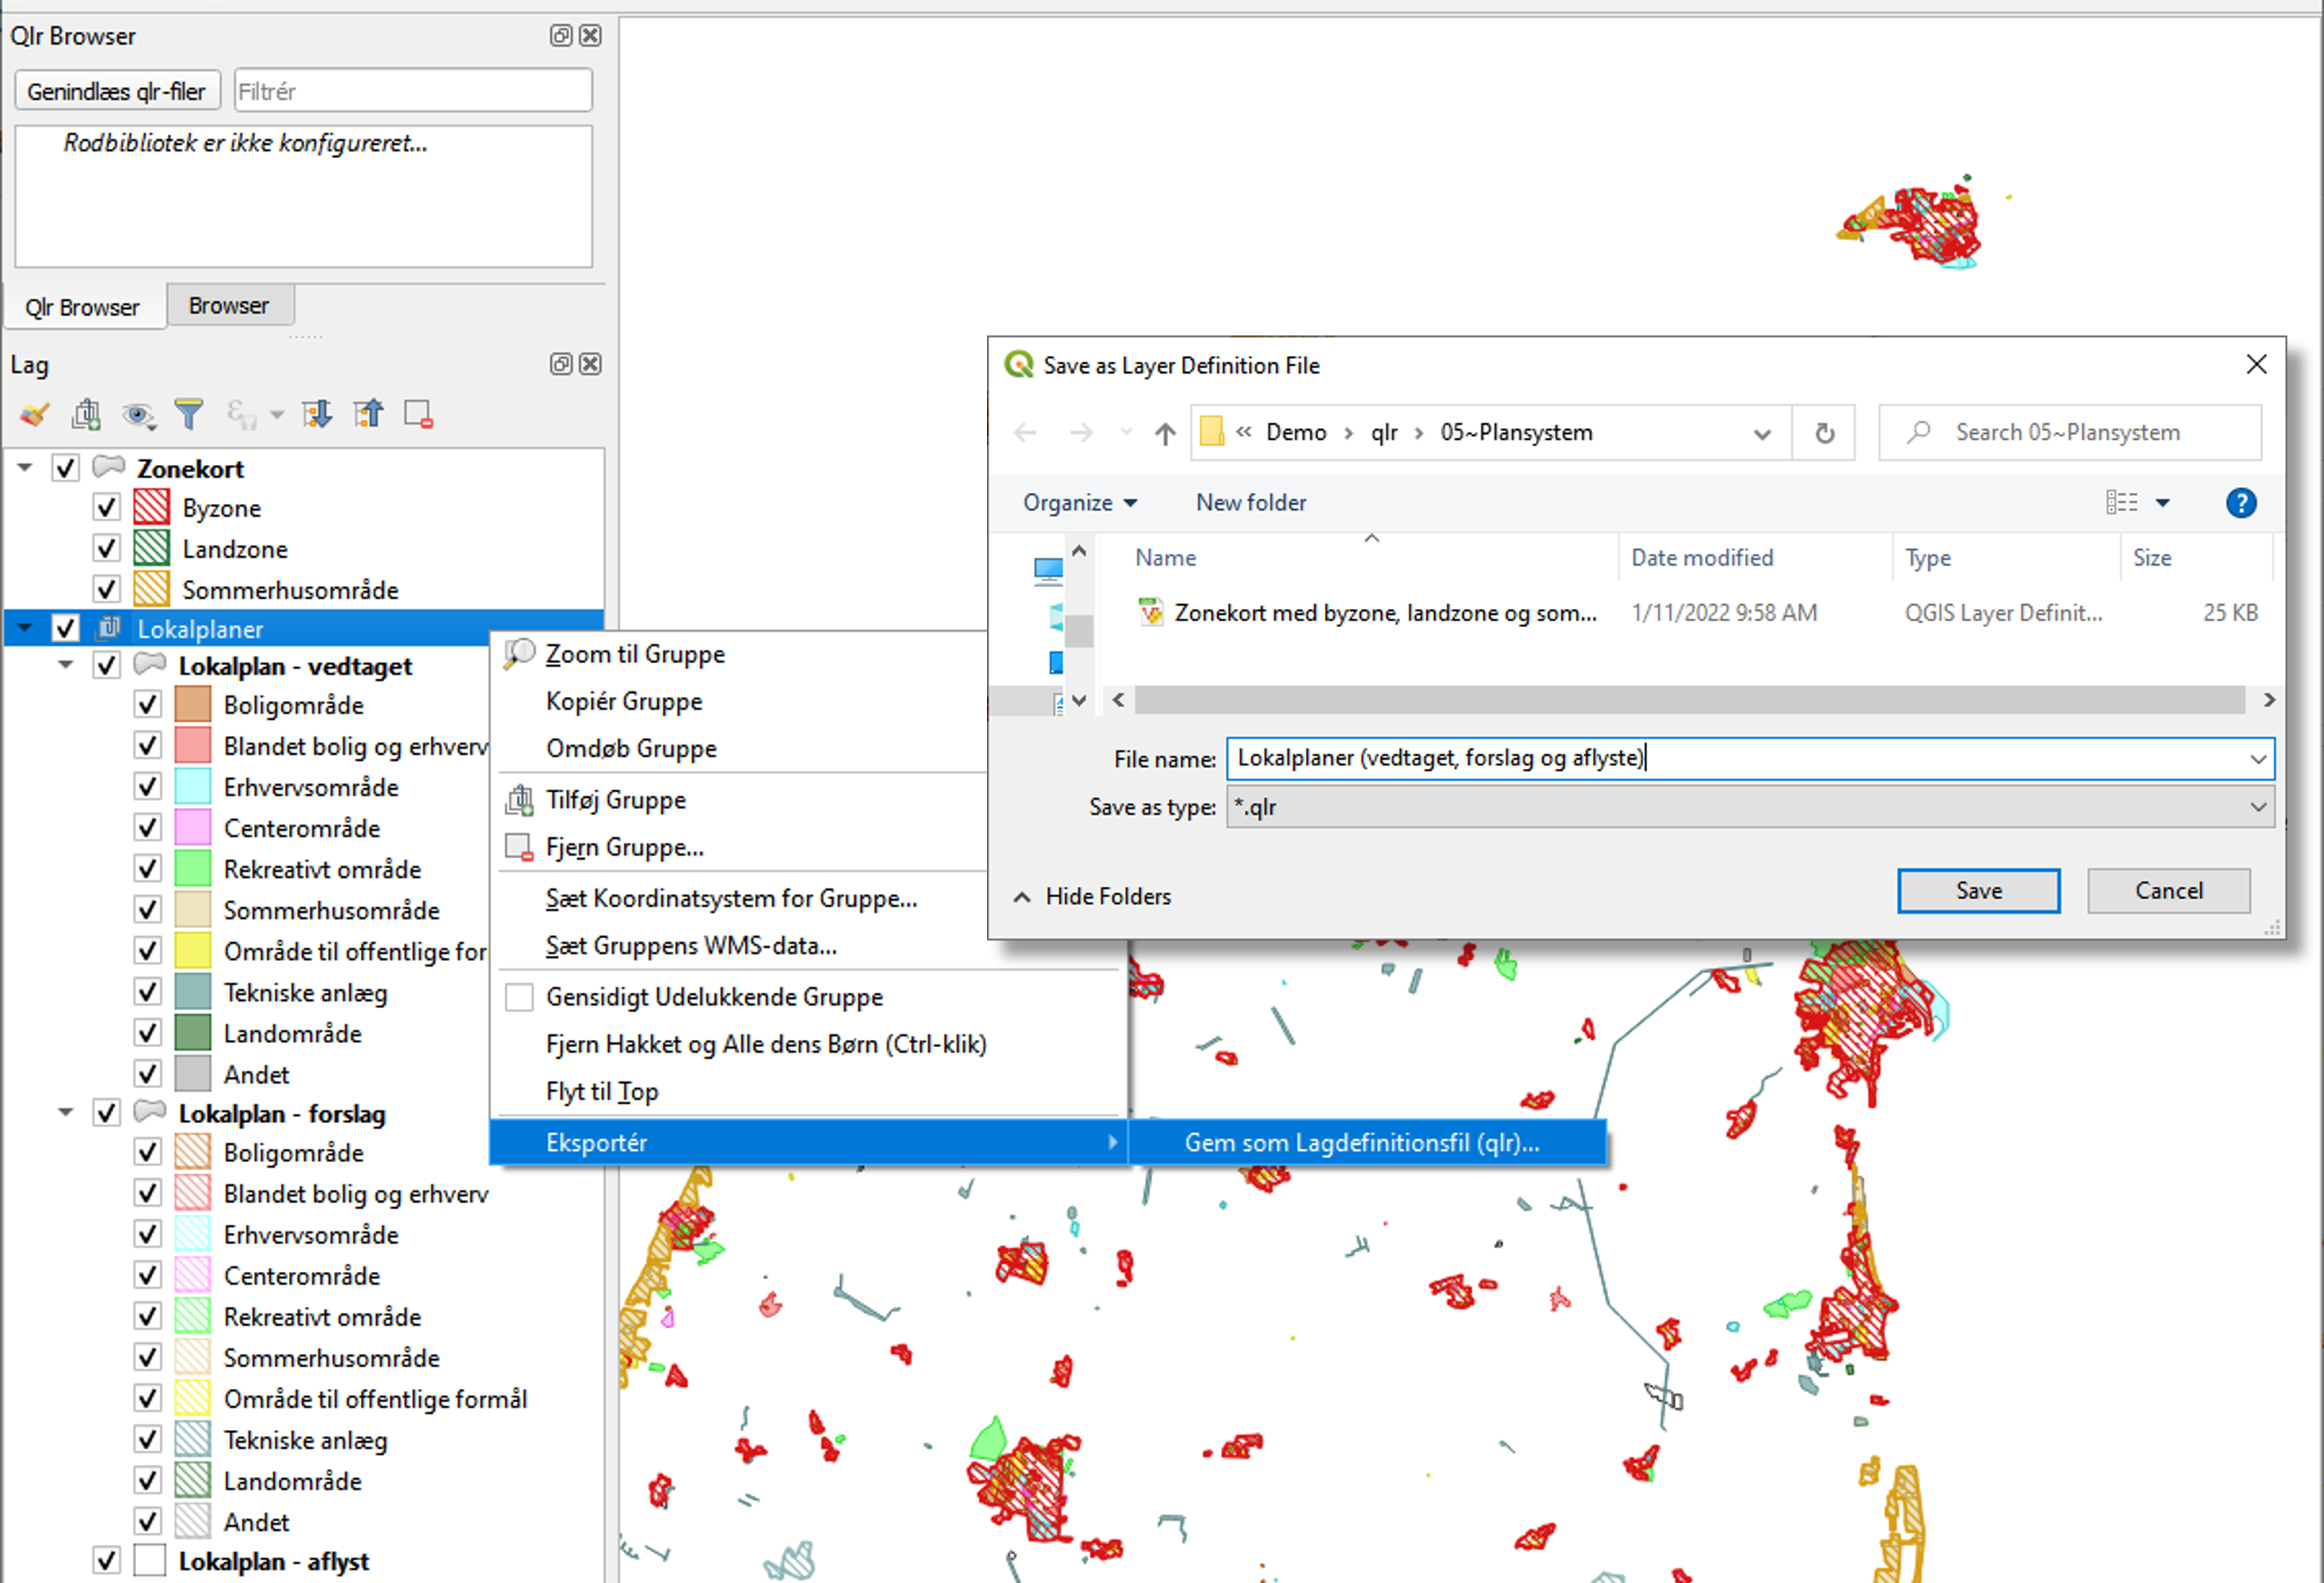 Qlr Browser
Genindlæs qlr-filer
Filtrér
Rodbibliotek er ikke konfigureret...
Qlr Browser
Browser
Lag
Zonekort
Byzone
Landzone
Sommerhusområde
Lokalplaner
Lokalplan - vedtaget
Boligområde
Blandet bolig og erhverv
Erhvervsområde
Centerområde
Rekreativt område
Sommerhusområde
Område til offentlige for
Tekniske anlæg
Landområde
Andet
Lokalplan - forslag
Boligområde
Blandet bolig og erhverv
Erhvervsområde
Centerområde
Rekreativt område
Sommerhusområde
Område til offentlige formål
Tekniske anlæg
Landområde
Andet
Lokalplan - aflyst
Zoom til Gruppe
Kopiér Gruppe
Omdøb Gruppe
Tilføj Gruppe
Fjern Gruppe...
Sæt Koordinatsystem for Gruppe...
Sæt Gruppens WMS-data...
Gensidigt Udelukkende Gruppe
Fjern Hakket og Alle dens Børn (Ctrl-klik)
Flyt til Top
Eksportér
Gem som Lagdefinitionsfil (qlr)...
Save as Layer Definition File
« Demo › qlr › 05~Plansystem
Search 05~Plansystem
Organize
New folder
Name Date modified Type Size
Zonekort med byzone, landzone og som... 1/11/2022 9:58 AM QGIS Layer Definit... 25 KB
File name: Lokalplaner (vedtaget, forslag og aflyste)
Save as type: *.qlr
Hide Folders
Save
Cancel